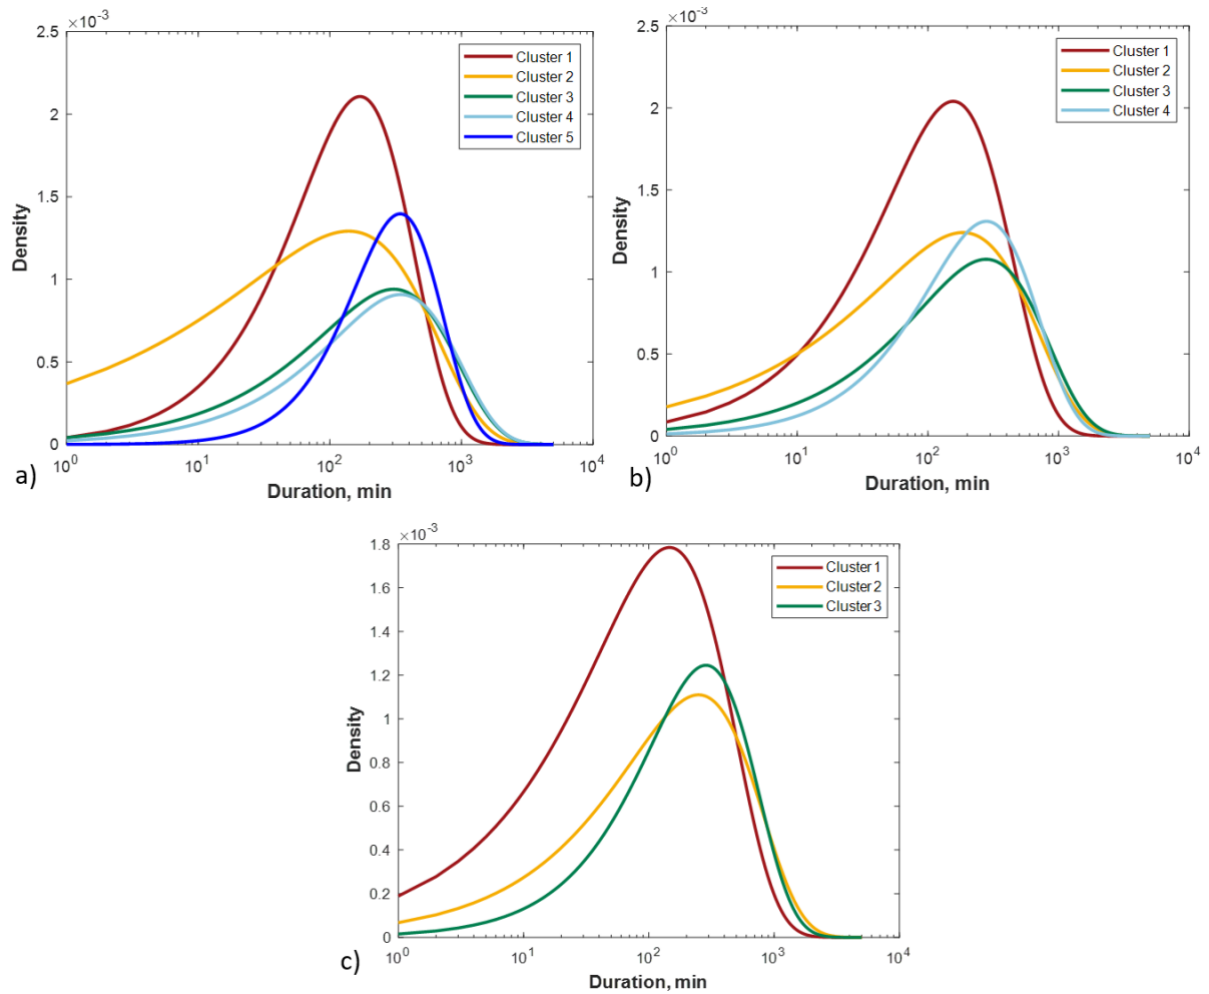 ×10⁻³
2.5
2
1.5
1
0.5
0
Density
10⁰ 10¹ 10² 10³ 10⁴
Duration, min
Cluster 1
Cluster 2
Cluster 3
Cluster 4
Cluster 5
a)
×10⁻³
2.5
2
1.5
1
0.5
0
Density
10⁰ 10¹ 10² 10³ 10⁴
Duration, min
Cluster 1
Cluster 2
Cluster 3
Cluster 4
b)
×10⁻³
1.8
1.6
1.4
1.2
1
0.8
0.6
0.4
0.2
0
Density
10⁰ 10¹ 10² 10³ 10⁴
Duration, min
Cluster 1
Cluster 2
Cluster 3
c)